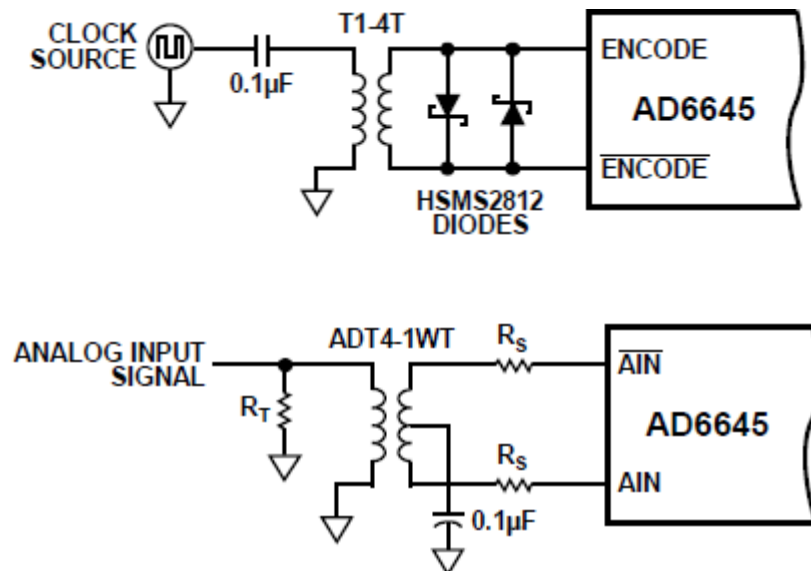 T1-4T
CLOCK
SOURCE
0.1µF
ENCODE
AD6645
ENCODE
HSMS2812
DIODES
ADT4-1WT
RS
ANALOG INPUT
SIGNAL
AIN
RT
AD6645
RS
AIN
0.1µF